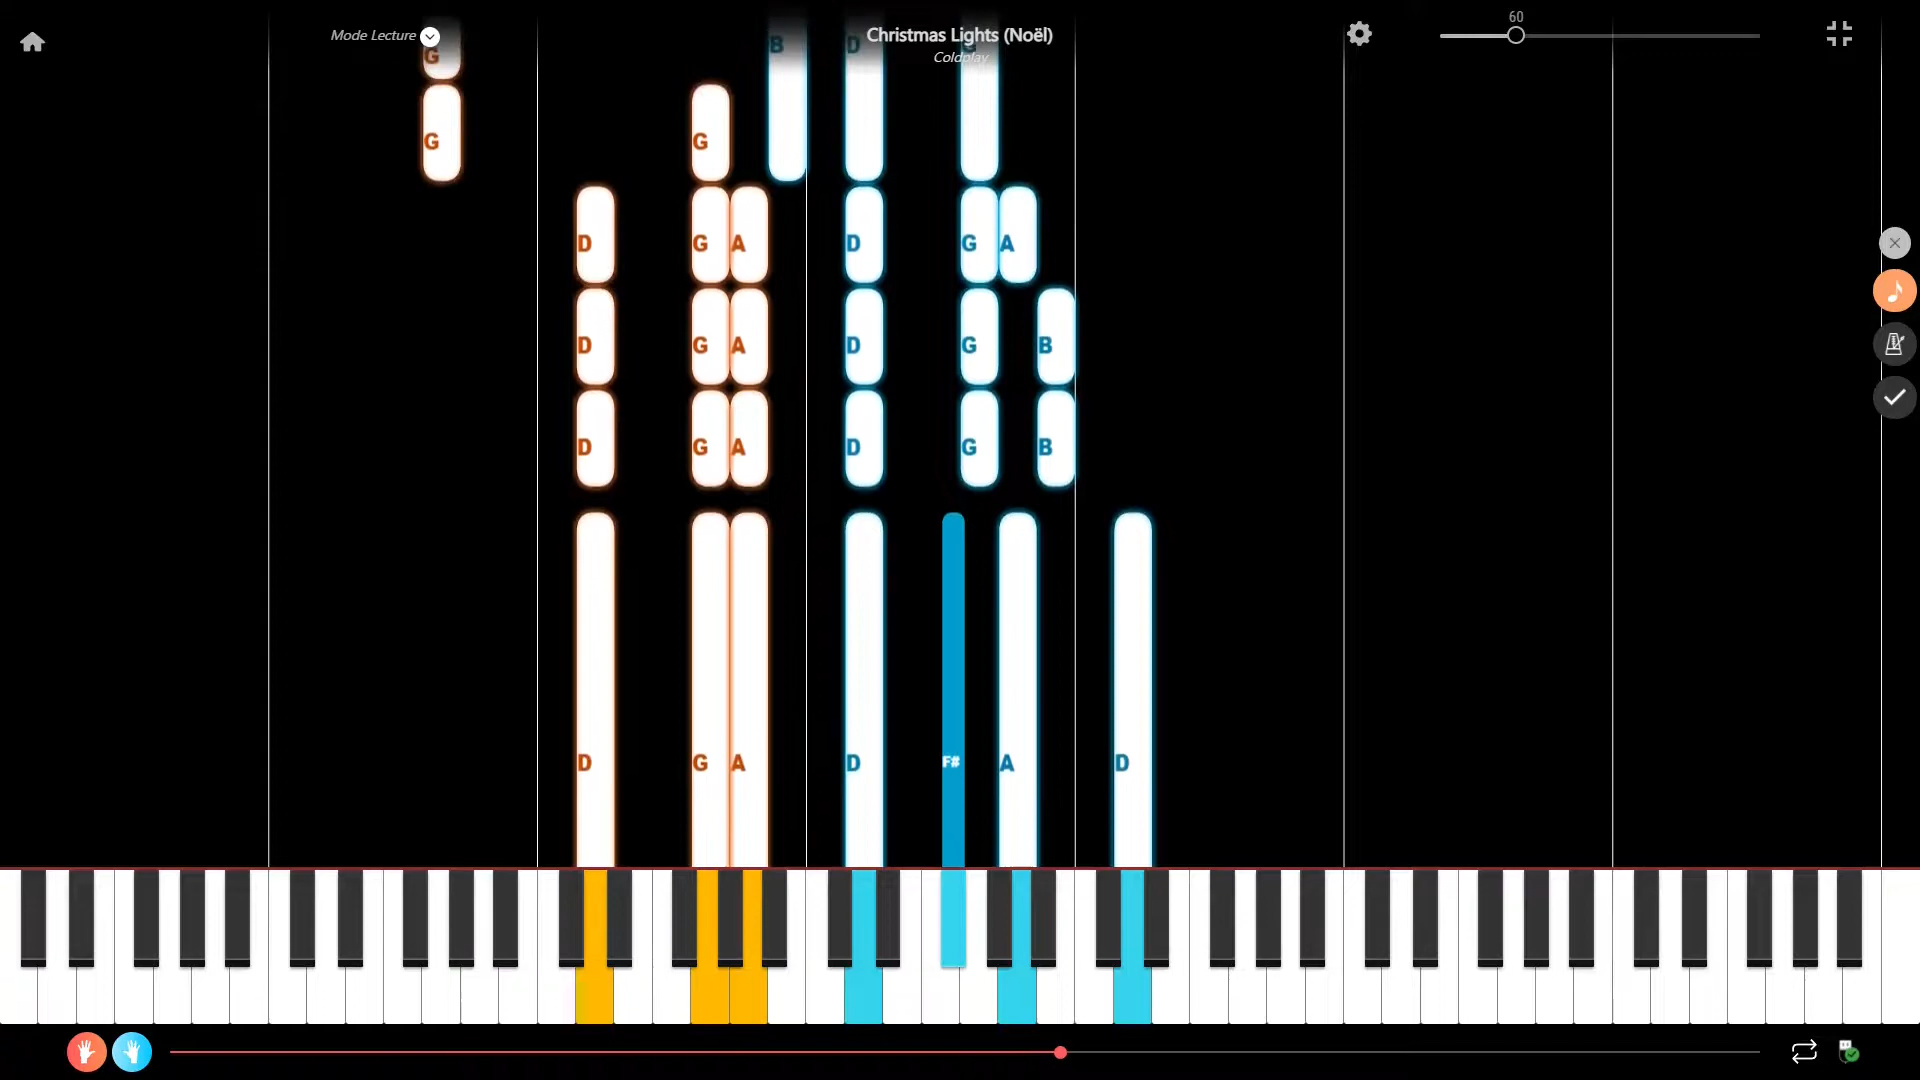 60
Mode Lecture
Christmas Lights (Noël)
Coldplay
B D
G
G G
D G A D G A
D G A D G B
D G A D G B
D G A D F# A D